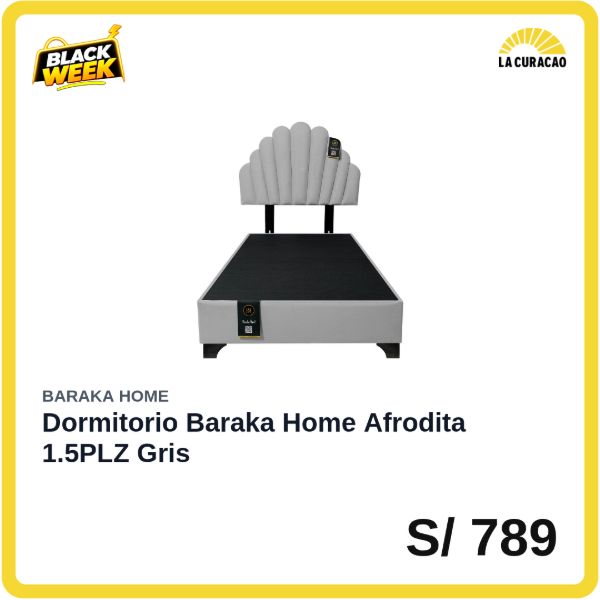 BLACK
WEEK
LA CURACAO
BARAKA HOME
Dormitorio Baraka Home Afrodita
1.5PLZ Gris
S/ 789